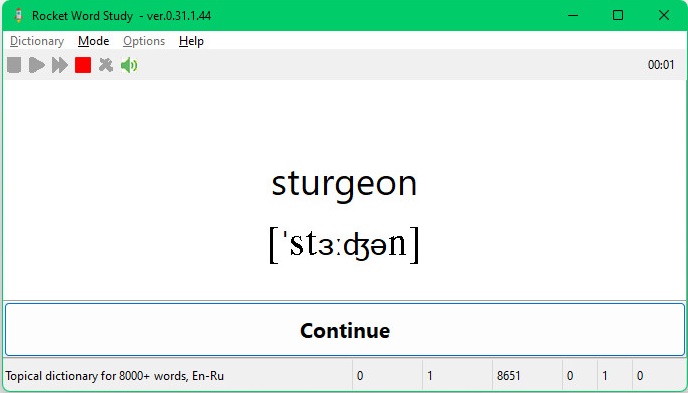 Rocket Word Study - ver.0.31.1.44
Dictionary Mode Options Help
00:01
sturgeon
[ˈstɜːʤən]
Continue
Topical dictionary for 8000+ words, En-Ru 0 1 8651 0 1 0